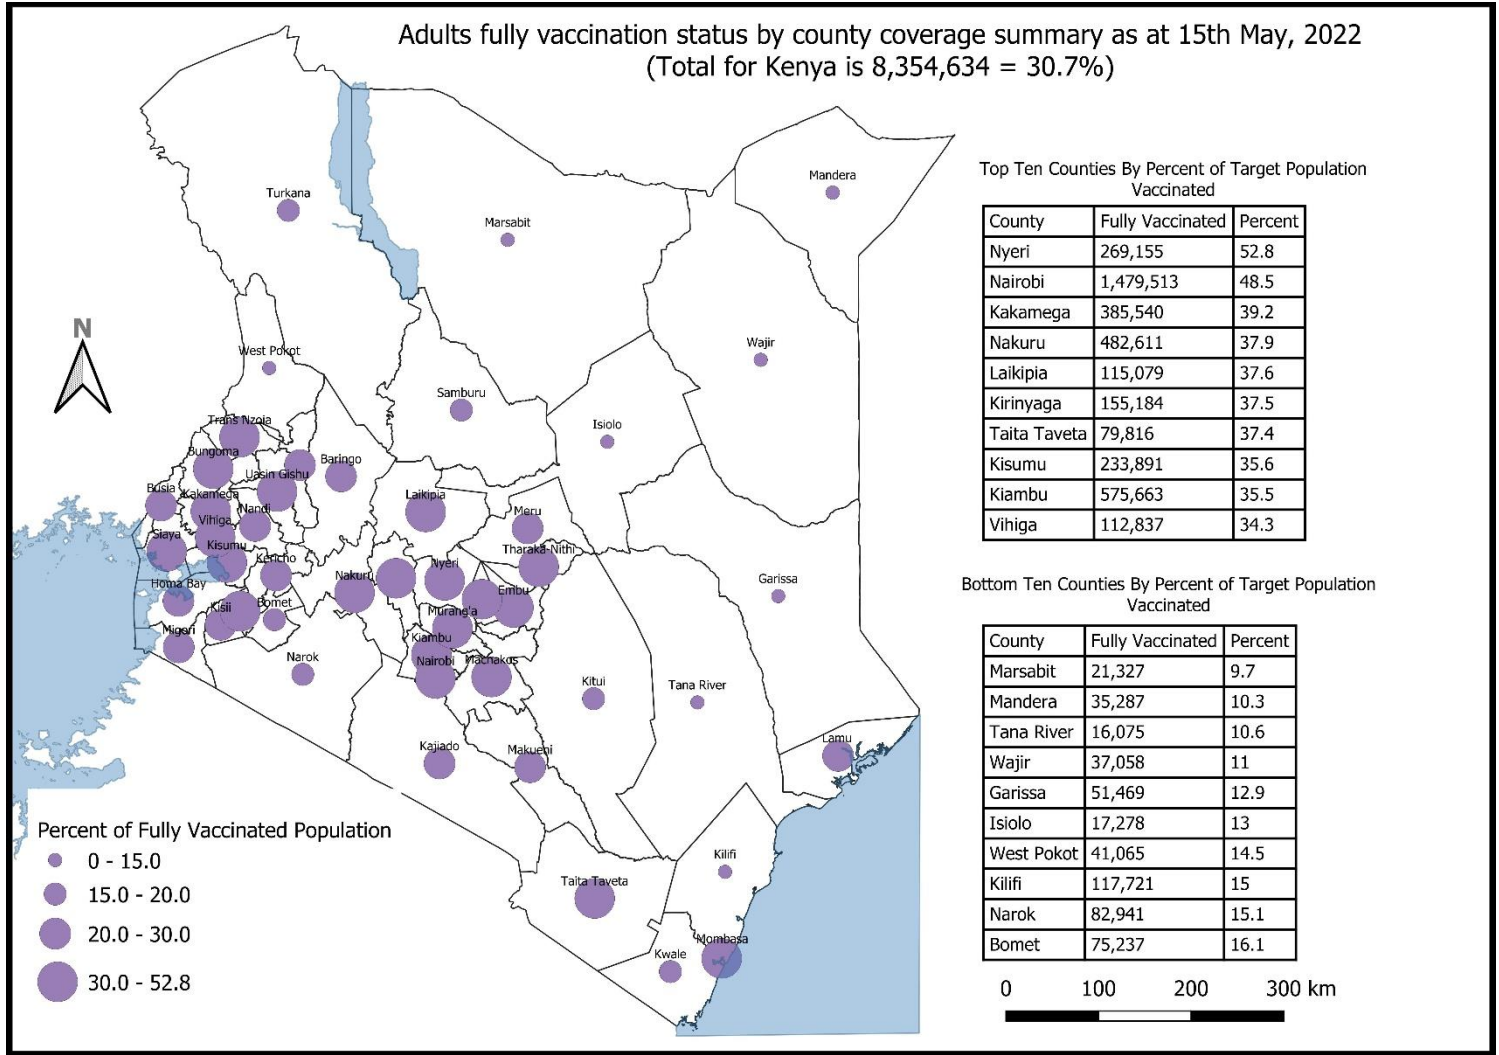 Adults fully vaccination status by county coverage summary as at 15th May, 2022
(Total for Kenya is 8,354,634 = 30.7%)
Mandera
Turkana
Marsabit
N
West Pokot
Wajir
Samburu
Isiolo
Trans Nzoia
Bungoma
Uasin Gishu
Baringo
Busia
Kakamega
Laikipia
Vihiga
Nandi
Meru
Siaya
Kisumu
Kericho
Tharaka-Nithi
Homa Bay
Nakuru
Nyeri
Embu
Garissa
Kisii
Bomet
Murang'a
Migori
Kiambu
Narok
Nairobi
Machakos
Kitui
Tana River
Kajiado
Makueni
Lamu
Kilifi
Taita Taveta
Kwale
Mombasa
Percent of Fully Vaccinated Population
0 - 15.0
15.0 - 20.0
20.0 - 30.0
30.0 - 52.8
Top Ten Counties By Percent of Target Population
Vaccinated
County Fully Vaccinated Percent
Nyeri 269,155 52.8
Nairobi 1,479,513 48.5
Kakamega 385,540 39.2
Nakuru 482,611 37.9
Laikipia 115,079 37.6
Kirinyaga 155,184 37.5
Taita Taveta 79,816 37.4
Kisumu 233,891 35.6
Kiambu 575,663 35.5
Vihiga 112,837 34.3
Bottom Ten Counties By Percent of Target Population
Vaccinated
County Fully Vaccinated Percent
Marsabit 21,327 9.7
Mandera 35,287 10.3
Tana River 16,075 10.6
Wajir 37,058 11
Garissa 51,469 12.9
Isiolo 17,278 13
West Pokot 41,065 14.5
Kilifi 117,721 15
Narok 82,941 15.1
Bomet 75,237 16.1
0 100 200 300 km